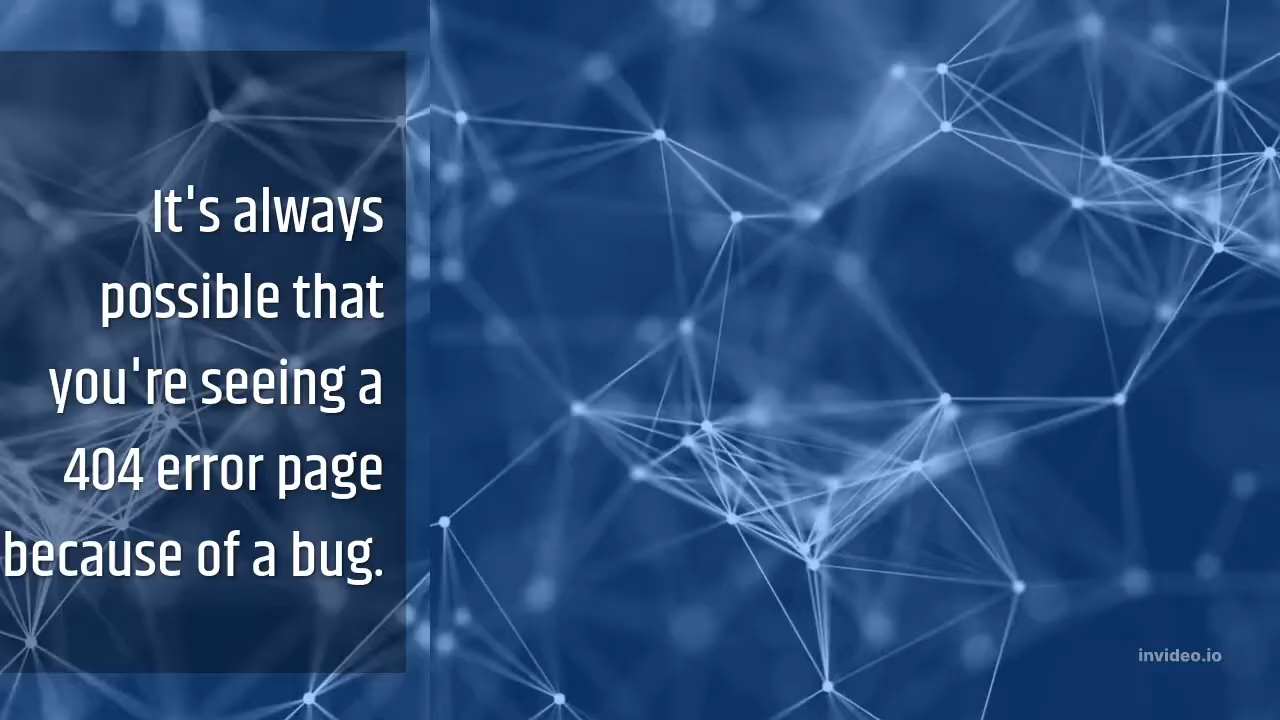 It's always
possible that
you're seeing a
404 error page
because of a bug.
invideo.io